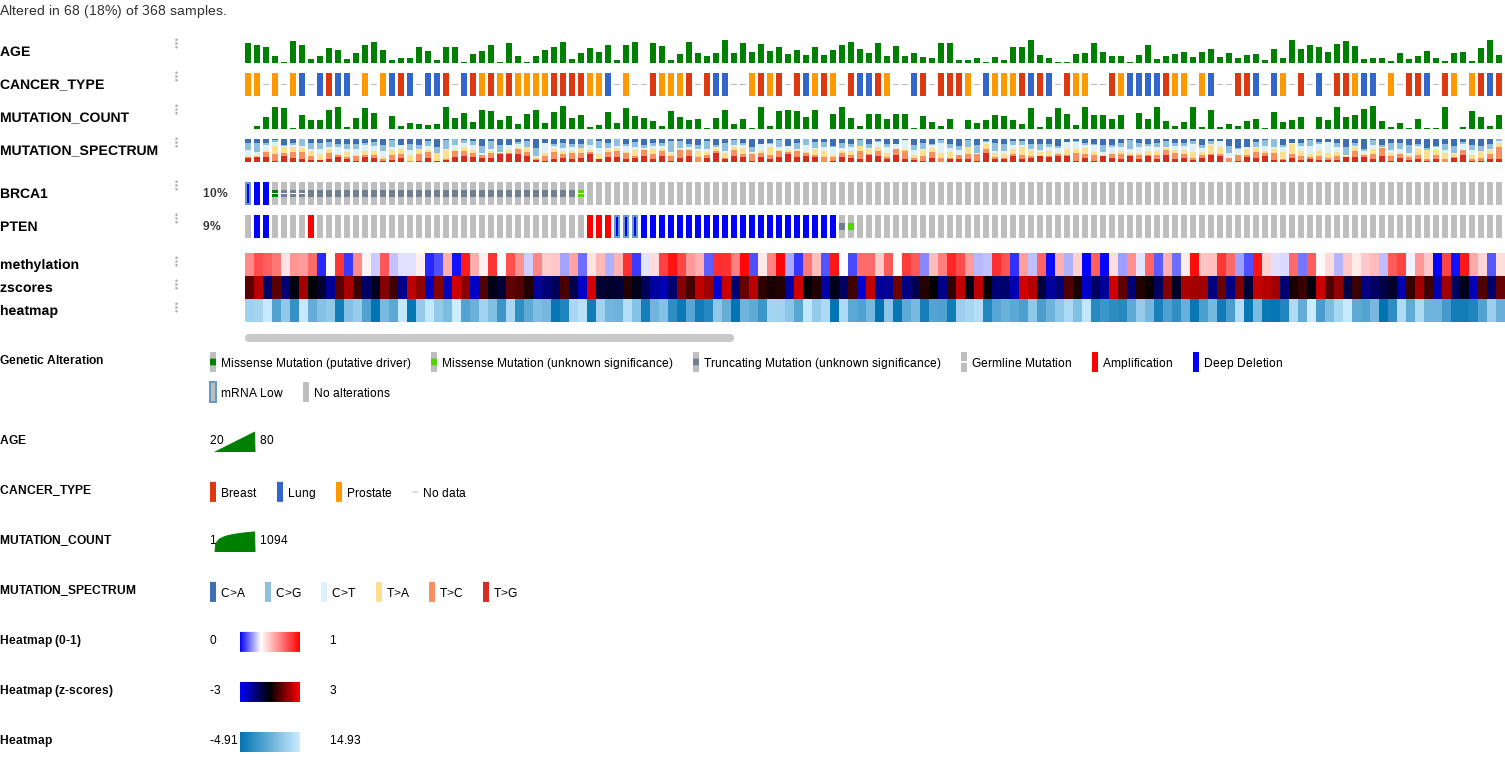 Altered in 68 (18%) of 368 samples.
AGE
CANCER_TYPE
MUTATION_COUNT
MUTATION_SPECTRUM
BRCA1 10%
PTEN 9%
methylation
zscores
heatmap
Genetic Alteration Missense Mutation (putative driver) Missense Mutation (unknown significance) Truncating Mutation (unknown significance) Germline Mutation Amplification Deep Deletion
mRNA Low No alterations
AGE 20 80
CANCER_TYPE Breast Lung Prostate No data
MUTATION_COUNT 1 1094
MUTATION_SPECTRUM C>A C>G C>T T>A T>C T>G
Heatmap (0-1) 0 1
Heatmap (z-scores) -3 3
Heatmap -4.91 14.93